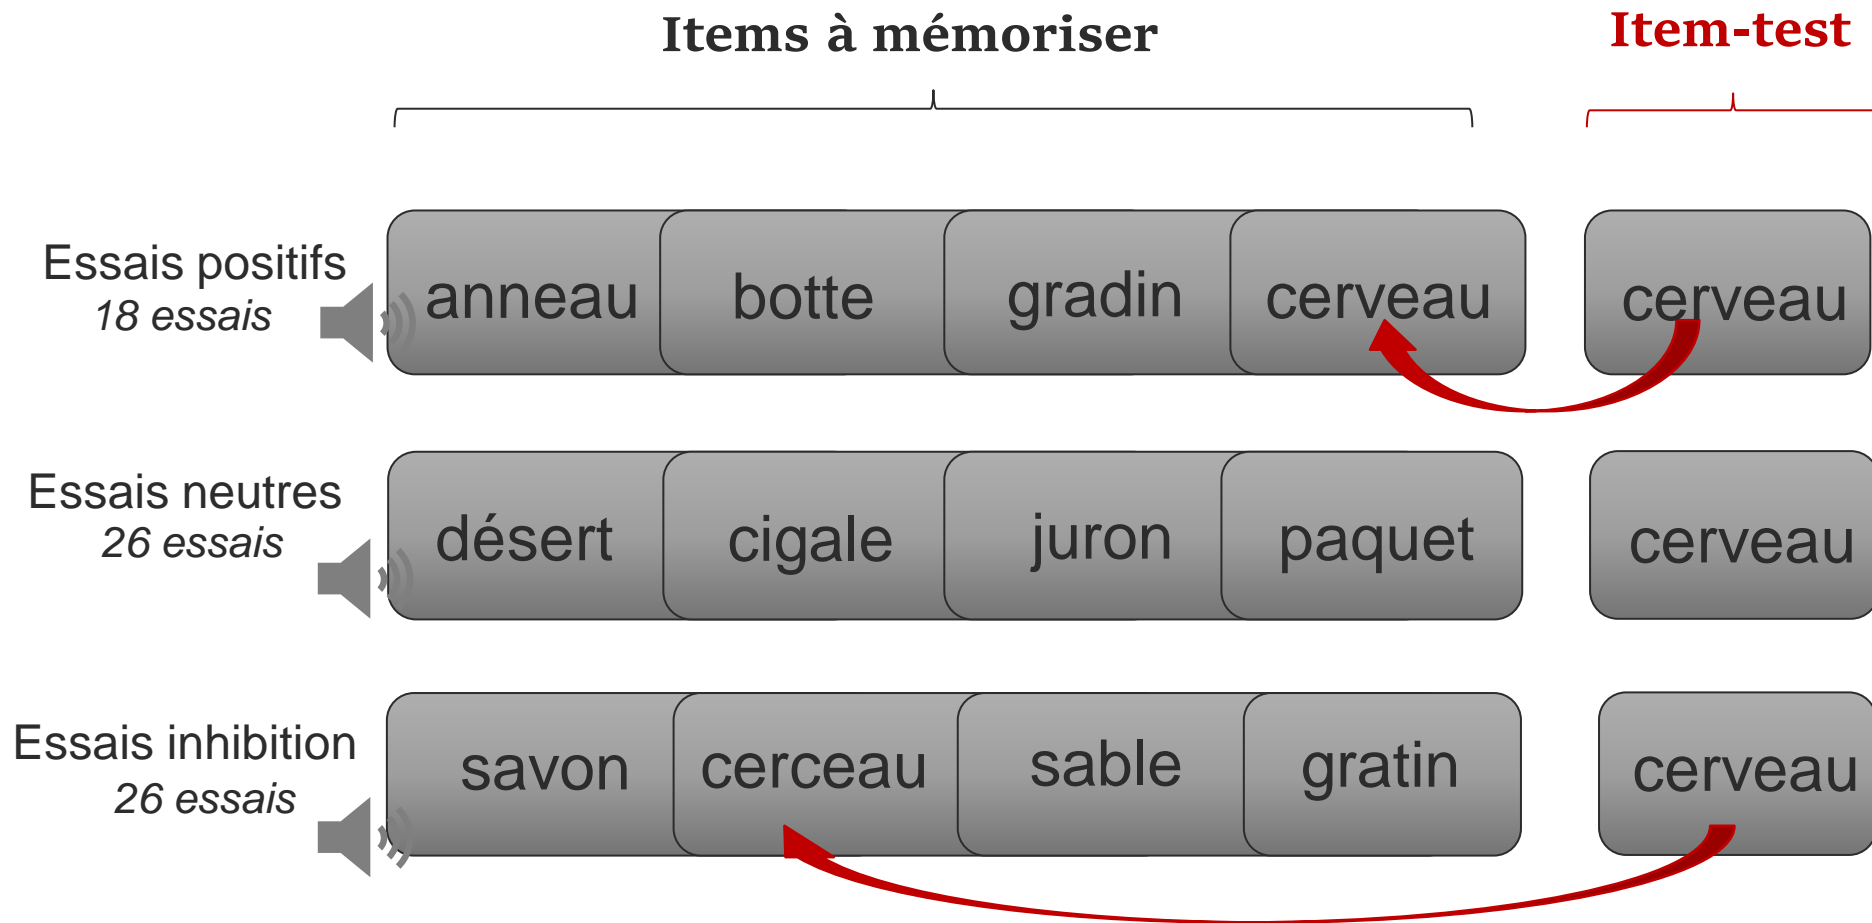 Items à mémoriser
Item-test
Essais positifs
18 essais
anneau
botte
gradin
cerveau
cerveau
Essais neutres
26 essais
désert
cigale
juron
paquet
cerveau
Essais inhibition
26 essais
savon
cerceau
sable
gratin
cerveau